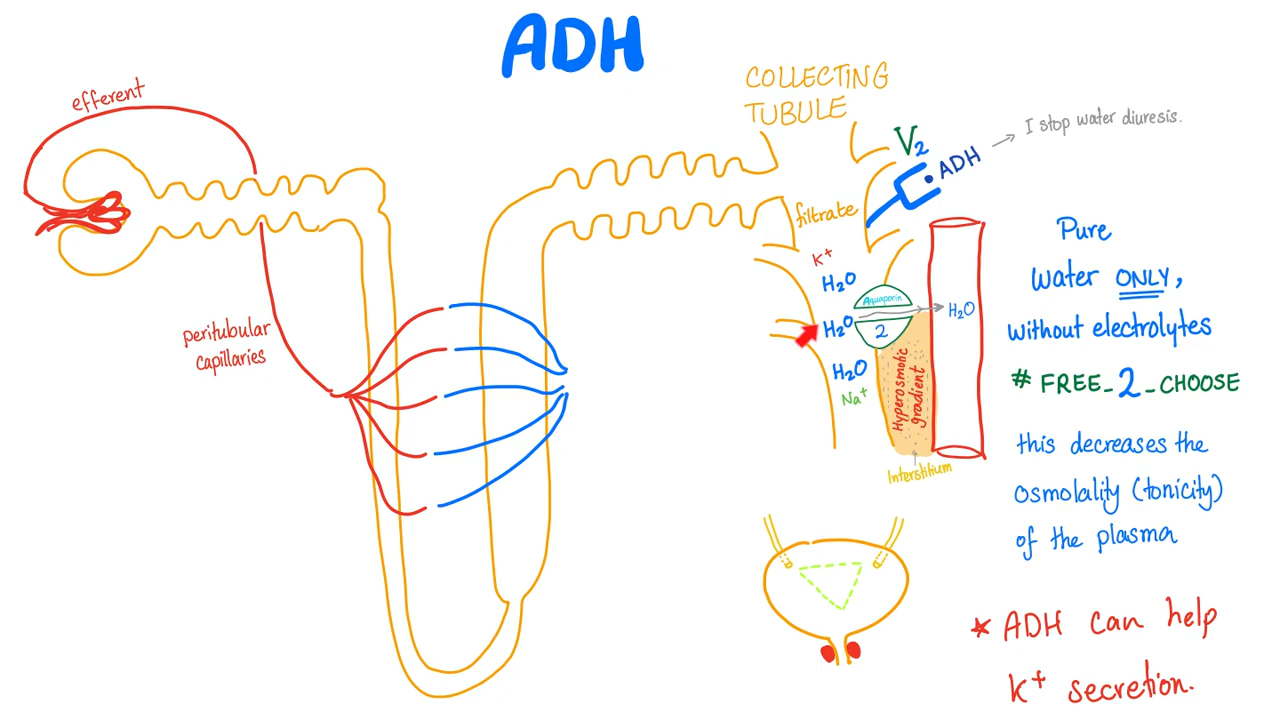 ADH
efferent
peritubular
capillaries
COLLECTING
TUBULE
V2
ADH
I stop water diuresis.
filtrate
K+
H2O
Aquaporin
H2O
2
H2O
H2O
Na+
Hyperosmotic
gradient
Interstitium
Pure
Water ONLY,
without electrolytes
# FREE_2_CHOOSE
this decreases the
osmolality (tonicity)
of the plasma
* ADH can help
K+ secretion.